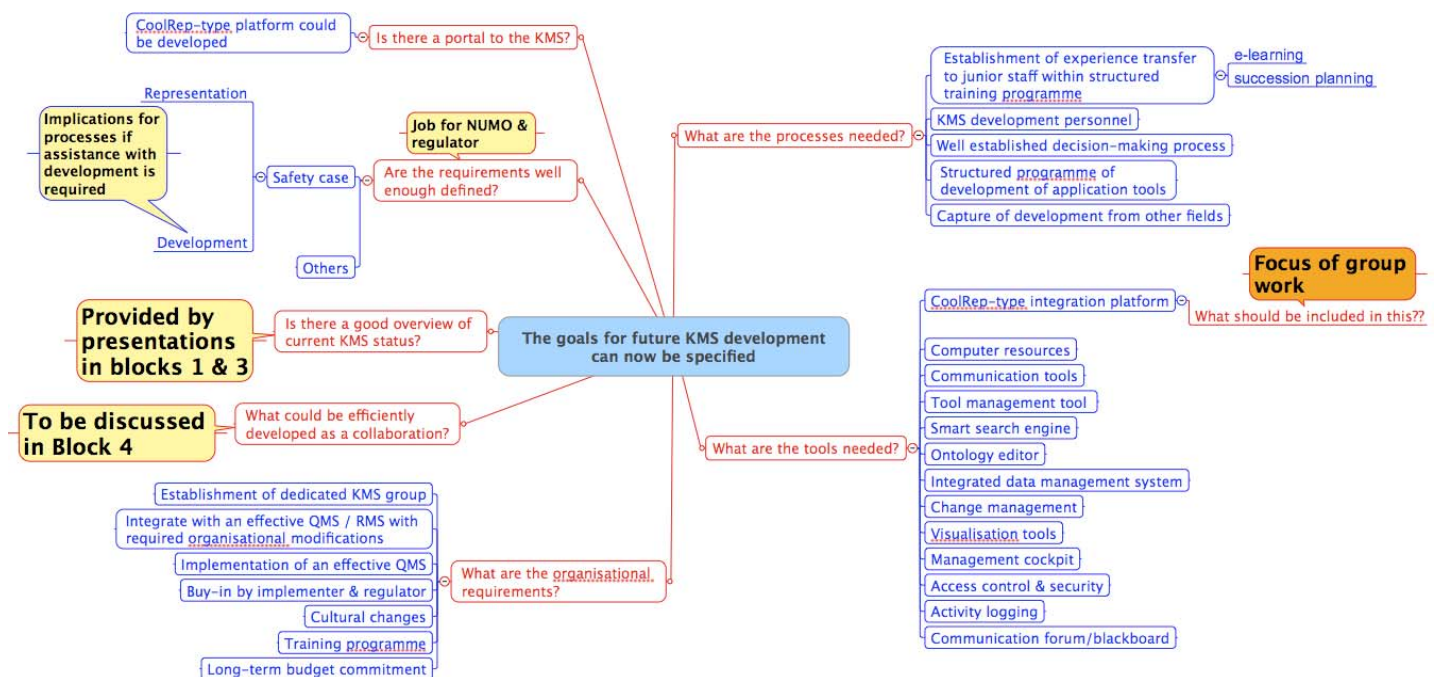 CoolRep-type platform could
be developed
Is there a portal to the KMS?
Representation
Implications for
processes if
assistance with
development is
required
Job for NUMO &
regulator
Safety case
Are the requirements well
enough defined?
Development
Others
Provided by
presentations
in blocks 1 & 3
Is there a good overview of
current KMS status?
To be discussed
in Block 4
What could be efficiently
developed as a collaboration?
Establishment of dedicated KMS group
Integrate with an effective QMS / RMS with
required organisational modifications
Implementation of an effective QMS
Buy-in by implementer & regulator
Cultural changes
Training programme
Long-term budget commitment
What are the organisational
requirements?
The goals for future KMS development
can now be specified
What are the processes needed?
Establishment of experience transfer
to junior staff within structured
training programme
e-learning
succession planning
KMS development personnel
Well established decision-making process
Structured programme of
development of application tools
Capture of development from other fields
What are the tools needed?
CoolRep-type integration platform
Focus of group
work
What should be included in this??
Computer resources
Communication tools
Tool management tool
Smart search engine
Ontology editor
Integrated data management system
Change management
Visualisation tools
Management cockpit
Access control & security
Activity logging
Communication forum/blackboard